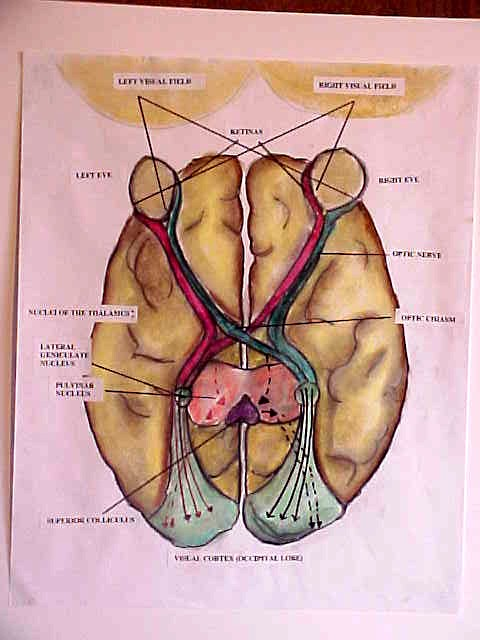 LEFT VISUAL FIELD
RIGHT VISUAL FIELD
RETINAS
LEFT EYE
RIGHT EYE
OPTIC NERVE
NUCLEI OF THE THALAMUS:
OPTIC CHIASM
LATERAL
GENICULATE
NUCLEUS
PULVINAR
NUCLEUS
SUPERIOR COLLICULUS
VISUAL CORTEX (OCCIPITAL LOBE)